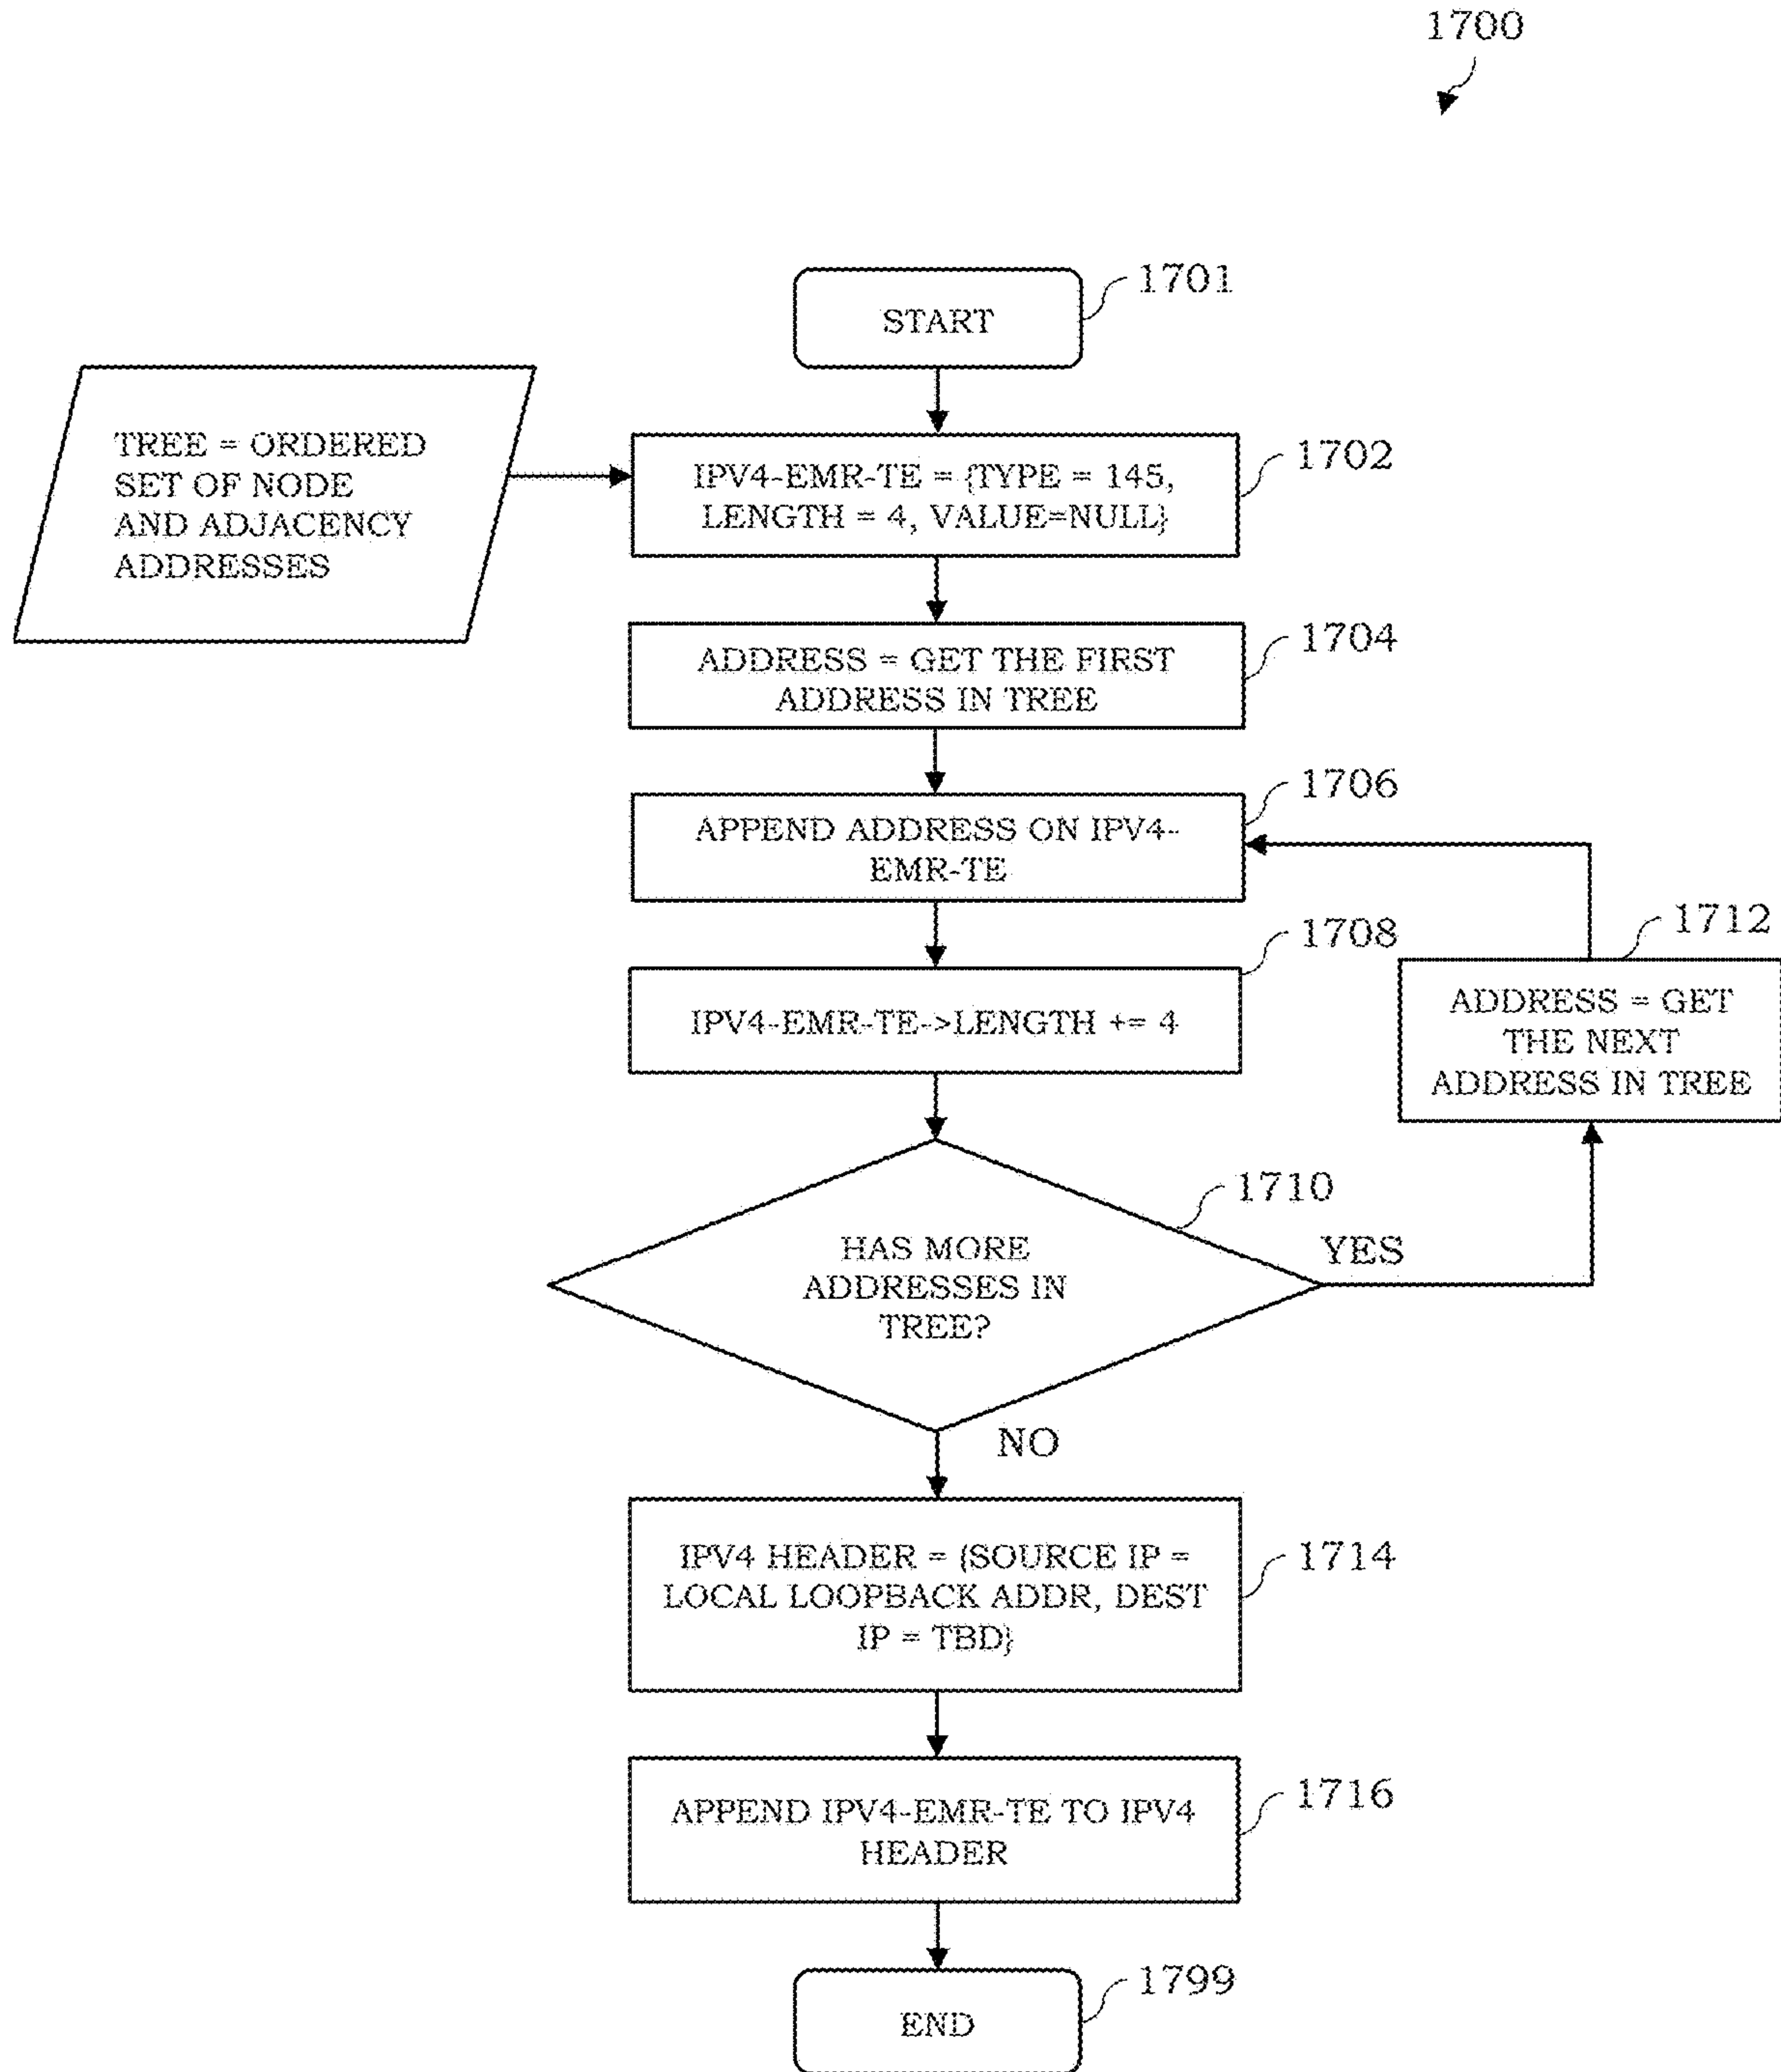 1700
1701
START
TREE = ORDERED
SET OF NODE
AND ADJACENCY
ADDRESSES
1702
IPV4-EMR-TE = {TYPE = 145,
LENGTH = 4, VALUE=NULL}
1704
ADDRESS = GET THE FIRST
ADDRESS IN TREE
1706
APPEND ADDRESS ON IPV4-
EMR-TE
1708
IPV4-EMR-TE->LENGTH += 4
1712
ADDRESS = GET
THE NEXT
ADDRESS IN TREE
1710
HAS MORE
ADDRESSES IN
TREE?
YES
NO
1714
IPV4 HEADER = {SOURCE IP =
LOCAL LOOPBACK ADDR, DEST
IP = TBD}
1716
APPEND IPV4-EMR-TE TO IPV4
HEADER
1799
END